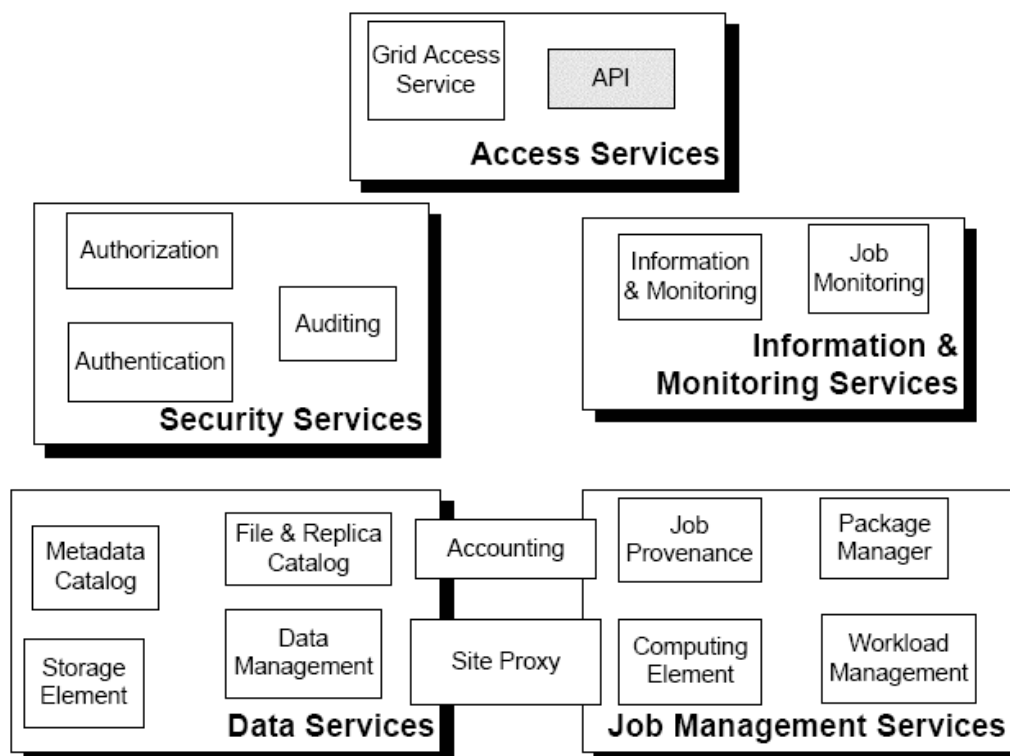 Grid Access
Service
API
Access Services
Authorization
Authentication
Auditing
Security Services
Information
& Monitoring
Job
Monitoring
Information &
Monitoring Services
Metadata
Catalog
File & Replica
Catalog
Storage
Element
Data
Management
Data Services
Accounting
Site Proxy
Job
Provenance
Package
Manager
Computing
Element
Workload
Management
Job Management Services